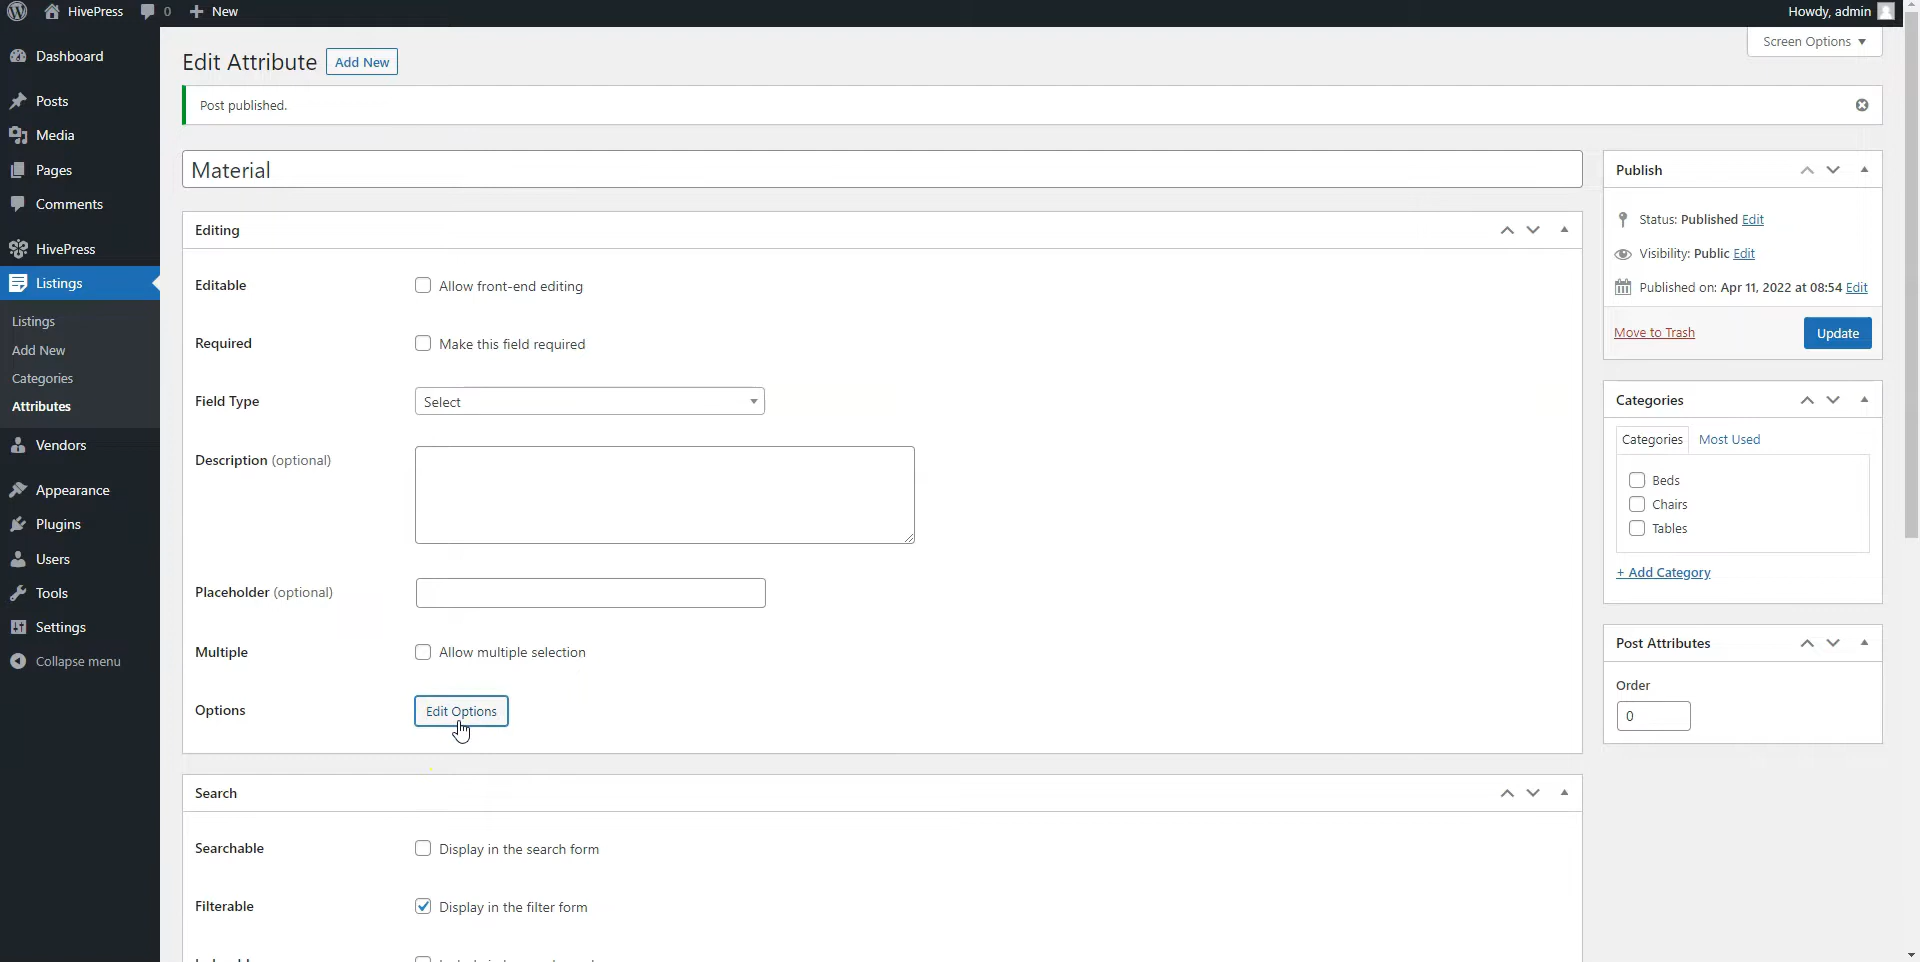 HivePress 0 New Howdy, admin
Screen Options
Dashboard
Posts
Media
Pages
Comments
HivePress
Listings
Listings
Add New
Categories
Attributes
Vendors
Appearance
Plugins
Users
Tools
Settings
Collapse menu
Edit Attribute Add New
Post published.
Material
Editing
Editable Allow front-end editing
Required Make this field required
Field Type Select
Description (optional)
Placeholder (optional)
Multiple Allow multiple selection
Options Edit Options
Search
Searchable Display in the search form
Filterable Display in the filter form
Publish
Status: Published Edit
Visibility: Public Edit
Published on: Apr 11, 2022 at 08:54 Edit
Move to Trash Update
Categories
Categories Most Used
Beds
Chairs
Tables
+ Add Category
Post Attributes
Order
0